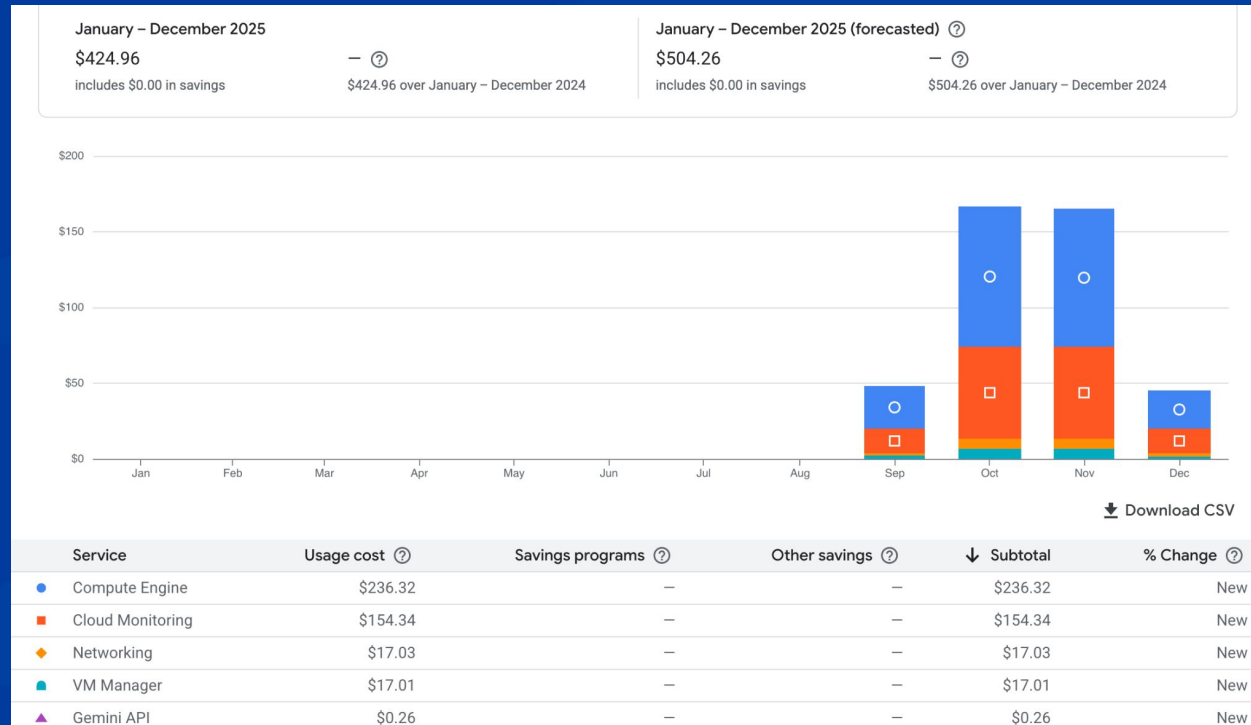 January – December 2025
$424.96 –
includes $0.00 in savings $424.96 over January – December 2024
January – December 2025 (forecasted)
$504.26 –
includes $0.00 in savings $504.26 over January – December 2024
$200
$150
$100
$50
$0
Jan Feb Mar Apr May Jun Jul Aug Sep Oct Nov Dec
Download CSV
Service Usage cost Savings programs Other savings Subtotal % Change
Compute Engine $236.32 – – $236.32 New
Cloud Monitoring $154.34 – – $154.34 New
Networking $17.03 – – $17.03 New
VM Manager $17.01 – – $17.01 New
Gemini API $0.26 – – $0.26 New